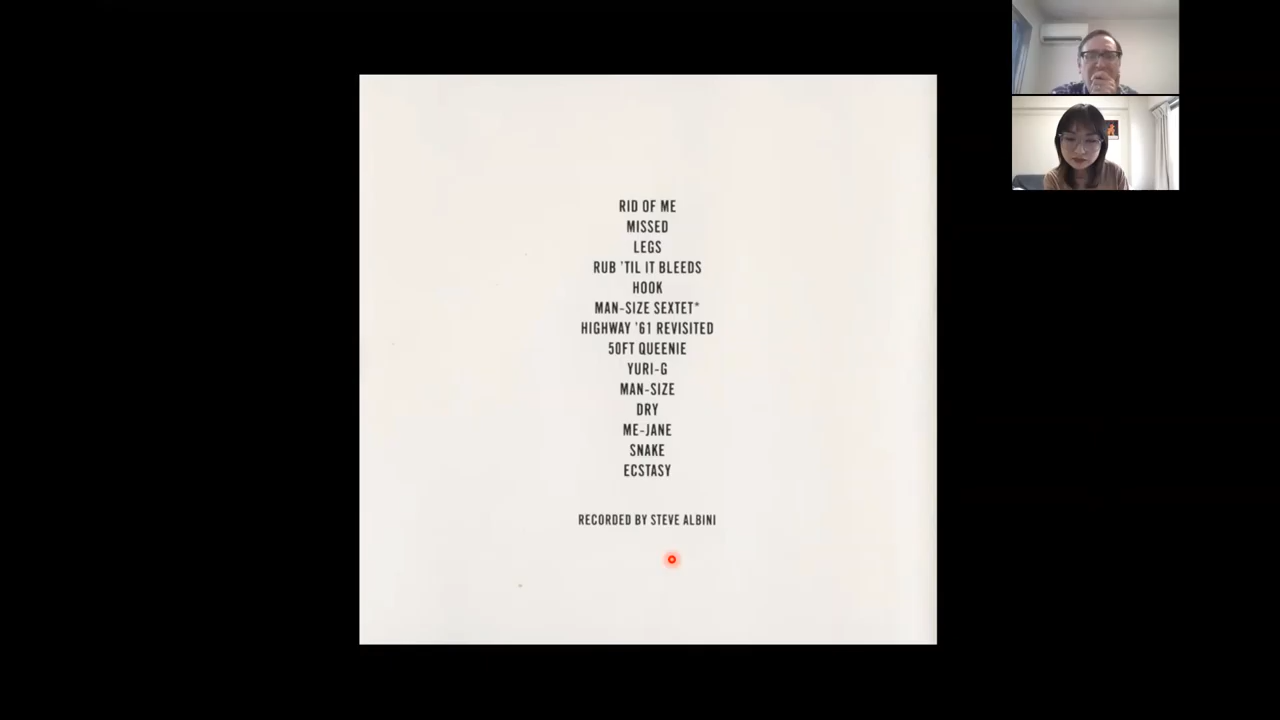 RID OF ME
MISSED
LEGS
RUB 'TIL IT BLEEDS
HOOK
MAN-SIZE SEXTET*
HIGHWAY '61 REVISITED
50FT QUEENIE
YURI-G
MAN-SIZE
DRY
ME-JANE
SNAKE
ECSTASY
RECORDED BY STEVE ALBINI